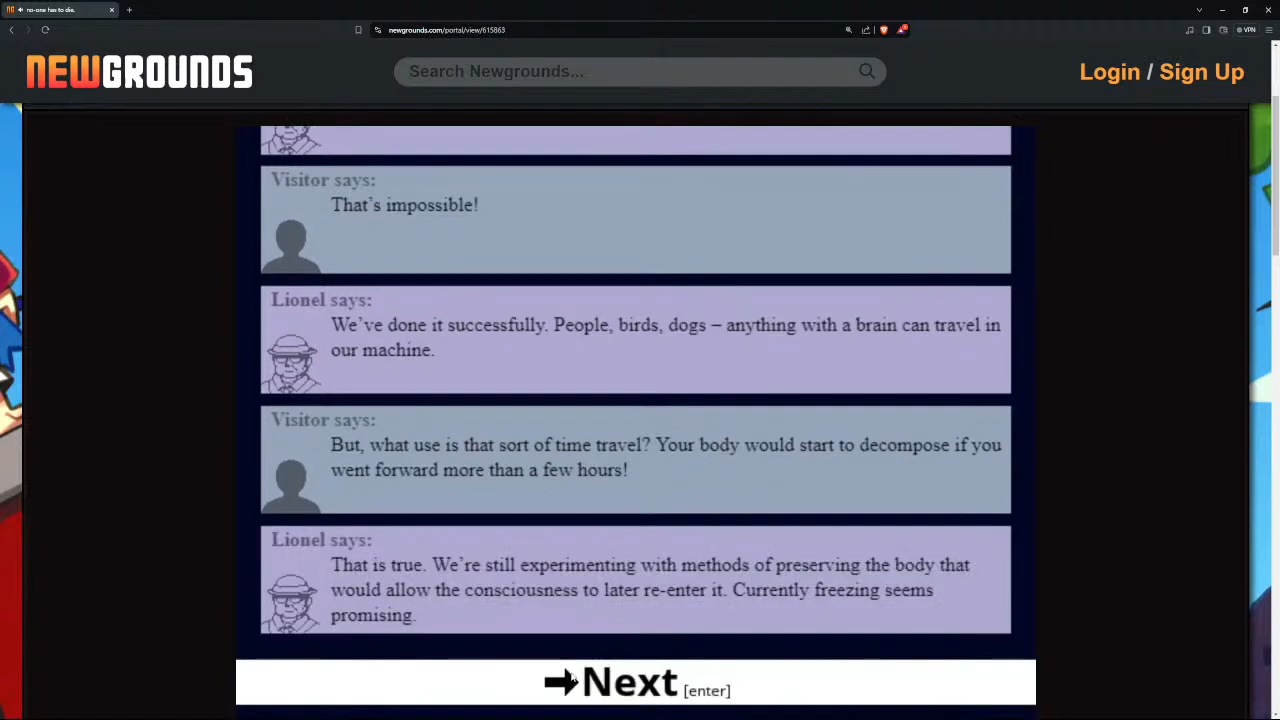 no-one has to die.
newgrounds.com/portal/view/615863
VPN
NEWGROUNDS
Search Newgrounds...
Login / Sign Up
Visitor says:
That's impossible!
Lionel says:
We've done it successfully. People, birds, dogs – anything with a brain can travel in
our machine.
Visitor says:
But, what use is that sort of time travel? Your body would start to decompose if you
went forward more than a few hours!
Lionel says:
That is true. We're still experimenting with methods of preserving the body that
would allow the consciousness to later re-enter it. Currently freezing seems
promising.
Next [enter]